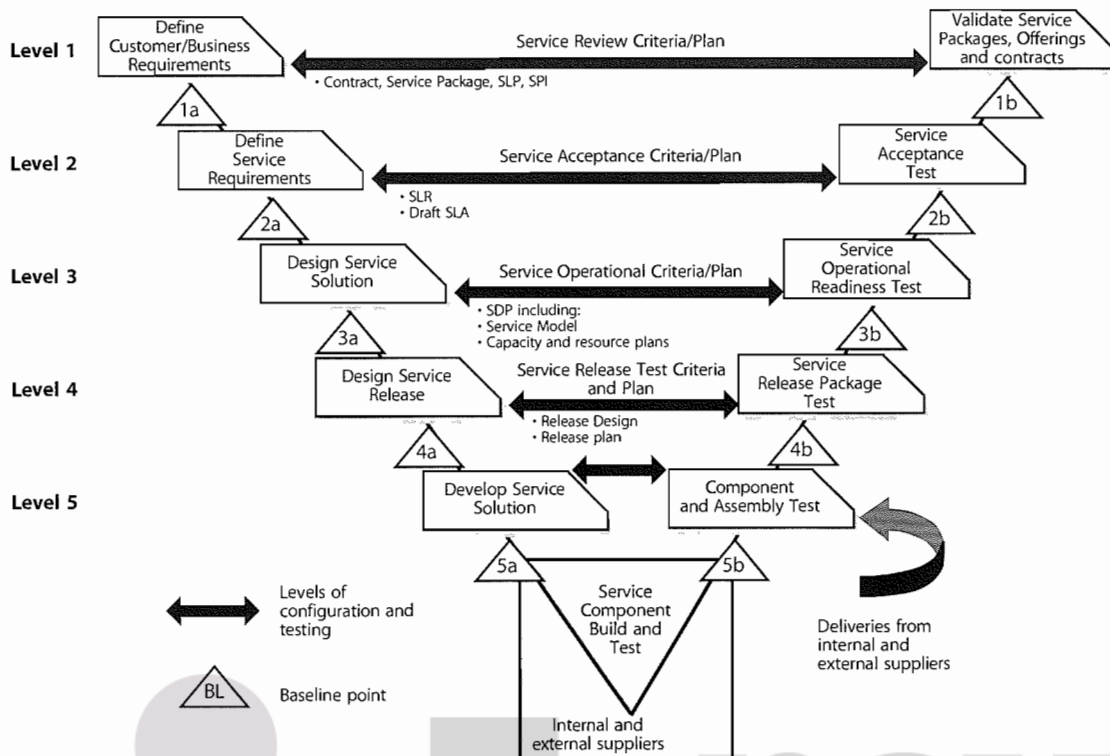 Level 1
Define
Customer/Business
Requirements
Service Review Criteria/Plan
• Contract, Service Package, SLP, SPI
Validate Service
Packages, Offerings
and contracts
1a
1b
Level 2
Define
Service
Requirements
Service Acceptance Criteria/Plan
• SLR
• Draft SLA
Service
Acceptance
Test
2a
2b
Level 3
Design Service
Solution
Service Operational Criteria/Plan
• SDP including:
• Service Model
• Capacity and resource plans
Service
Operational
Readiness Test
3a
3b
Level 4
Design Service
Release
Service Release Test Criteria
and Plan
• Release Design
• Release plan
Service
Release Package
Test
4a
4b
Level 5
Develop Service
Solution
Component
and Assembly Test
5a
5b
Service
Component
Build and
Test
Deliveries from
internal and
external suppliers
Levels of
configuration and
testing
BL
Baseline point
Internal and
external suppliers